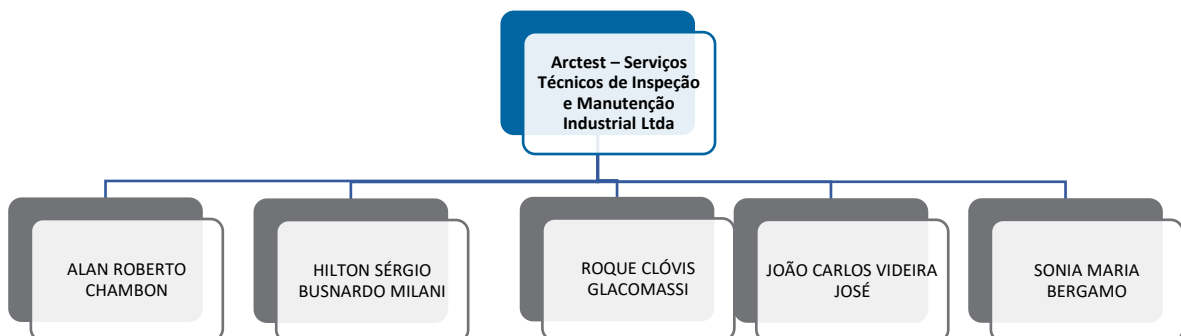 Arctest – Serviços
Técnicos de Inspeção
e Manutenção
Industrial Ltda
ALAN ROBERTO
CHAMBON
HILTON SÉRGIO
BUSNARDO MILANI
ROQUE CLÓVIS
GLACOMASSI
JOÃO CARLOS VIDEIRA
JOSÉ
SONIA MARIA
BERGAMO